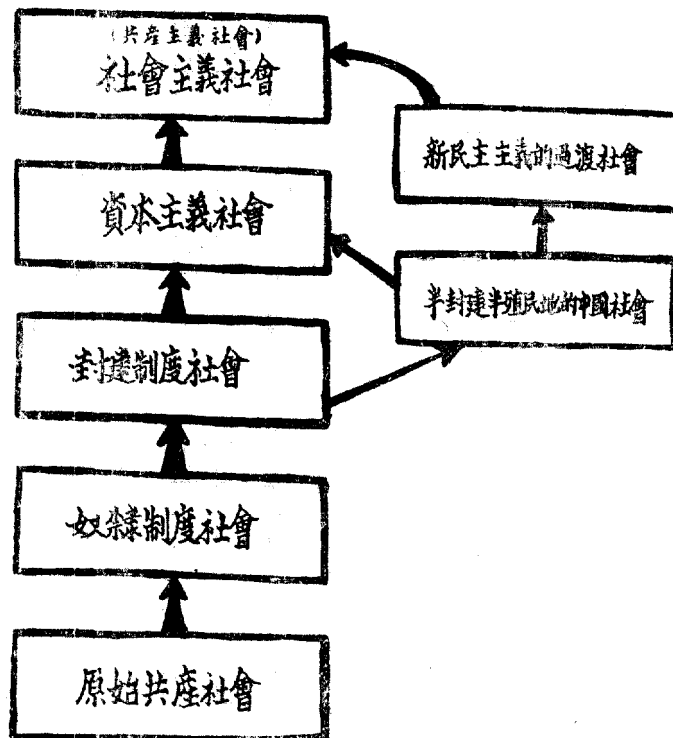 (共産主義社會)
社會主義社會
新民主主義的過渡社會
資本主義社會
半封建半殖民地的中國社會
封建制度社會
奴隸制度社會
原始共産社會